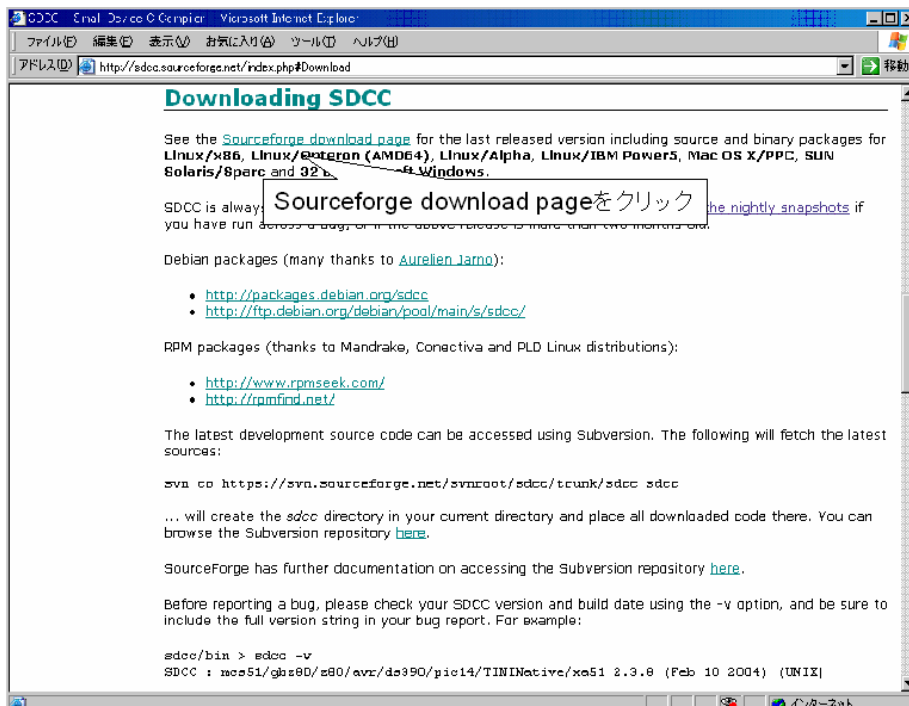 SDCC - Small Device C Compiler - Microsoft Internet Explorer
ファイル(F) 編集(E) 表示(V) お気に入り(A) ツール(T) ヘルプ(H)
アドレス(D) http://sdcc.sourceforge.net/index.php#Download 移動
Downloading SDCC
See the Sourceforge download page for the last released version including source and binary packages for
Linux/x86, Linux/Opteron (AMD64), Linux/Alpha, Linux/IBM Power5, Mac OS X/PPC, SUN
Solaris/Sparc and 32 Windows.
Sourceforge download pageをクリック
SDCC is the nightly snapshots if
you have run across a bug, or if the above release is more than two months old.
Debian packages (many thanks to Aurelien Jarno):
• http://packages.debian.org/sdcc
• http://ftp.debian.org/debian/pool/main/s/sdcc/
RPM packages (thanks to Mandrake, Conectiva and PLD Linux distributions):
• http://www.rpmseek.com/
• http://rpmfind.net/
The latest development source code can be accessed using Subversion. The following will fetch the latest
sources:
svn co https://svn.sourceforge.net/svnroot/sdcc/trunk/sdcc sdcc
... will create the sdcc directory in your current directory and place all downloaded code there. You can
browse the Subversion repository here.
SourceForge has further documentation on accessing the Subversion repository here.
Before reporting a bug, please check your SDCC version and build date using the -v option, and be sure to
include the full version string in your bug report. For example:
sdcc/bin > sdcc -v
SDCC : mcs51/gbz80/z80/avr/ds390/pic14/TININative/xa51 2.3.8 (Feb 10 2004) (UNIX)
インターネット